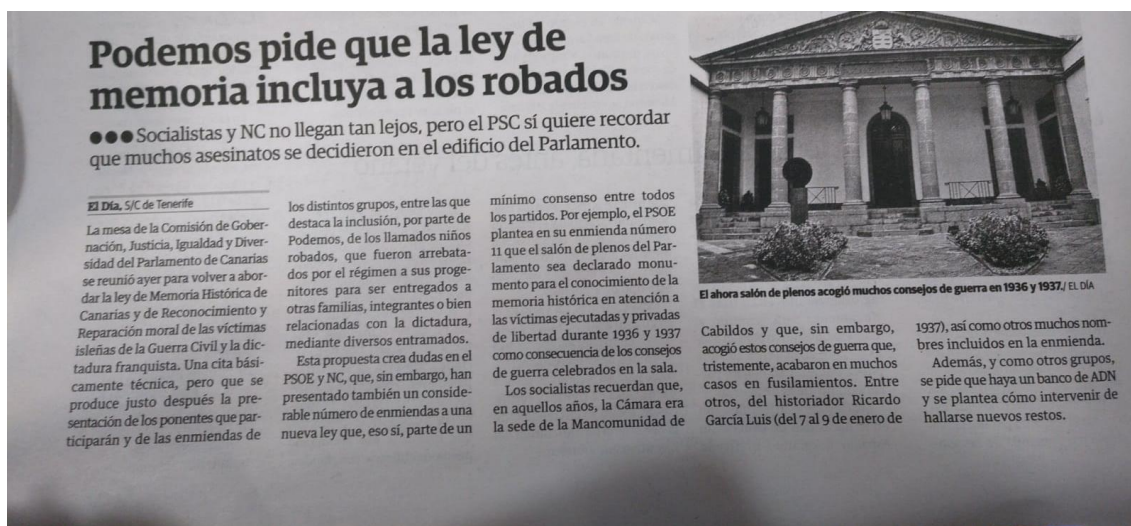 Podemos pide que la ley de
memoria incluya a los robados
●●● Socialistas y NC no llegan tan lejos, pero el PSC sí quiere recordar
que muchos asesinatos se decidieron en el edificio del Parlamento.
El Día, S/C de Tenerife
La mesa de la Comisión de Gober-
nación, Justicia, Igualdad y Diver-
sidad del Parlamento de Canarias
se reunió ayer para volver a abor-
dar la ley de Memoria Histórica de
Canarias y de Reconocimiento y
Reparación moral de las víctimas
isleñas de la Guerra Civil y la dic-
tadura franquista. Una cita bási-
camente técnica, pero que se
produce justo después la pre-
sentación de los ponentes que par-
ticiparán y de las enmiendas de
los distintos grupos, entre las que
destaca la inclusión, por parte de
Podemos, de los llamados niños
robados, que fueron arrebata-
dos por el régimen a sus proge-
nitores para ser entregados a
otras familias, integrantes o bien
relacionadas con la dictadura,
mediante diversos entramados.
Esta propuesta crea dudas en el
PSOE y NC, que, sin embargo, han
presentado también un conside-
rable número de enmiendas a una
nueva ley que, eso sí, parte de un
mínimo consenso entre todos
los partidos. Por ejemplo, el PSOE
plantea en su enmienda número
11 que el salón de plenos del Par-
lamento sea declarado monu-
mento para el conocimiento de la
memoria histórica en atención a
las víctimas ejecutadas y privadas
de libertad durante 1936 y 1937
como consecuencia de los consejos
de guerra celebrados en la sala.
Los socialistas recuerdan que,
en aquellos años, la Cámara era
la sede de la Mancomunidad de
El ahora salón de plenos acogió muchos consejos de guerra en 1936 y 1937./ EL DÍA
Cabildos y que, sin embargo,
acogió estos consejos de guerra que,
tristemente, acabaron en muchos
casos en fusilamientos. Entre
otros, del historiador Ricardo
García Luis (del 7 al 9 de enero de
1937), así como otros muchos nom-
bres incluidos en la enmienda.
Además, y como otros grupos,
se pide que haya un banco de ADN
y se plantea cómo intervenir de
hallarse nuevos restos.